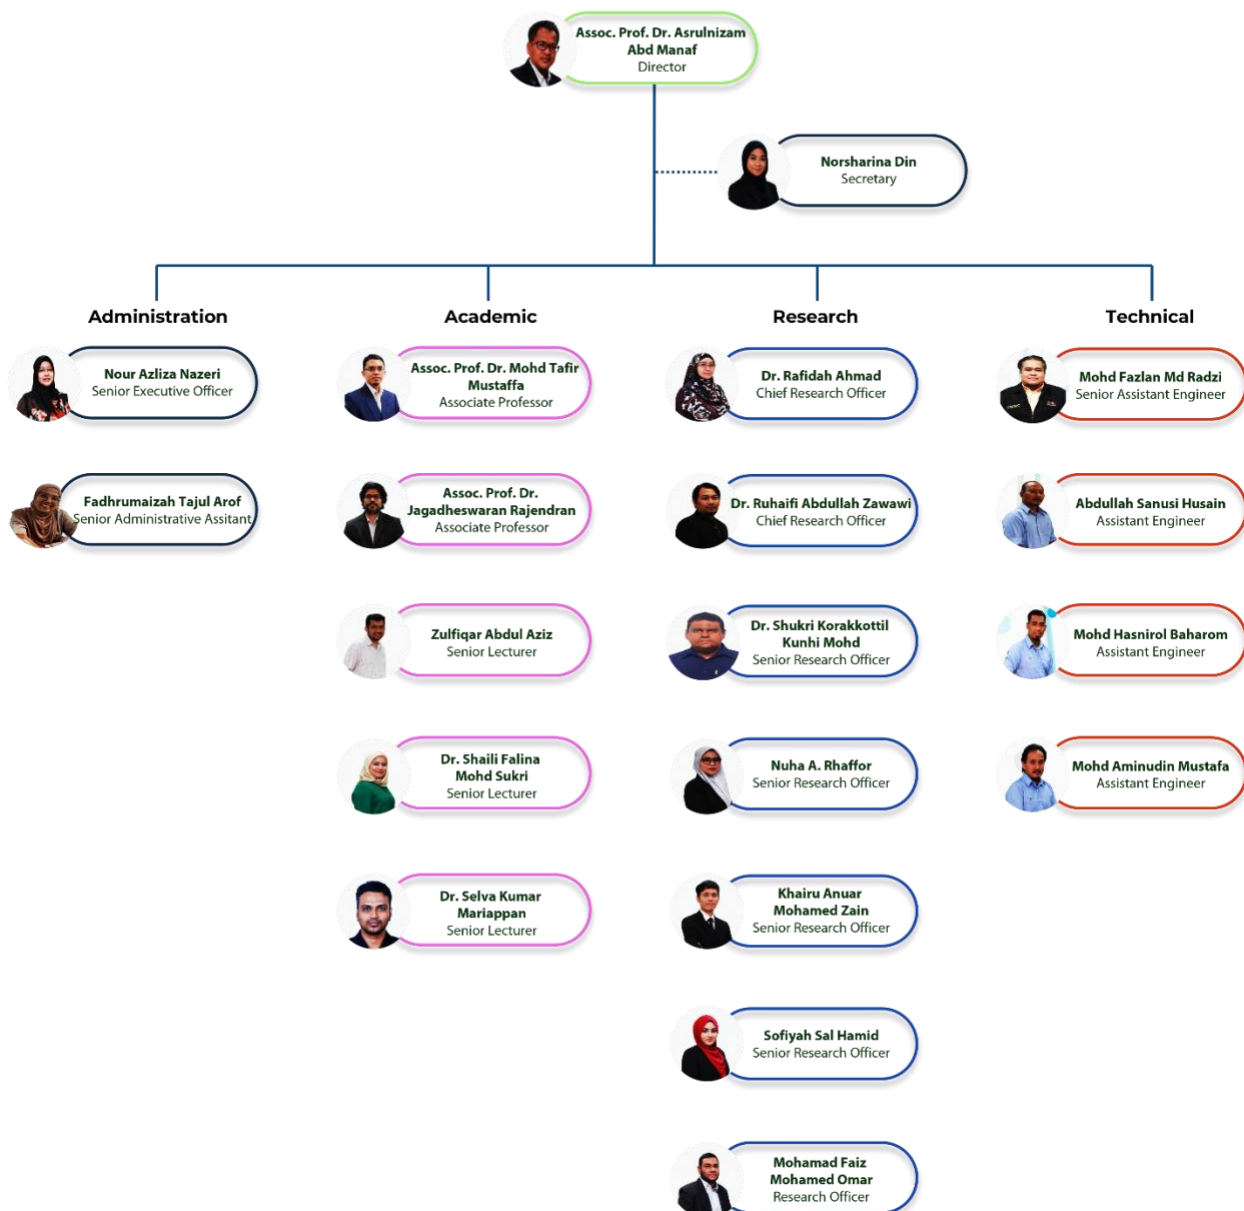 Assoc. Prof. Dr. Asrulnizam
Abd Manaf
Director
Norsharina Din
Secretary
Administration
Nour Azliza Nazeri
Senior Executive Officer
Fadhrumaizah Tajul Arof
Senior Administrative Assitant
Academic
Assoc. Prof. Dr. Mohd Tafir
Mustaffa
Associate Professor
Assoc. Prof. Dr.
Jagadheswaran Rajendran
Associate Professor
Zulfiqar Abdul Aziz
Senior Lecturer
Dr. Shaili Falina
Mohd Sukri
Senior Lecturer
Dr. Selva Kumar
Mariappan
Senior Lecturer
Research
Dr. Rafidah Ahmad
Chief Research Officer
Dr. Ruhaifi Abdullah Zawawi
Chief Research Officer
Dr. Shukri Korakkottil
Kunhi Mohd
Senior Research Officer
Nuha A. Rhaffor
Senior Research Officer
Khairu Anuar
Mohamed Zain
Senior Research Officer
Sofiyah Sal Hamid
Senior Research Officer
Mohamad Faiz
Mohamed Omar
Research Officer
Technical
Mohd Fazlan Md Radzi
Senior Assistant Engineer
Abdullah Sanusi Husain
Assistant Engineer
Mohd Hasnirol Baharom
Assistant Engineer
Mohd Aminudin Mustafa
Assistant Engineer